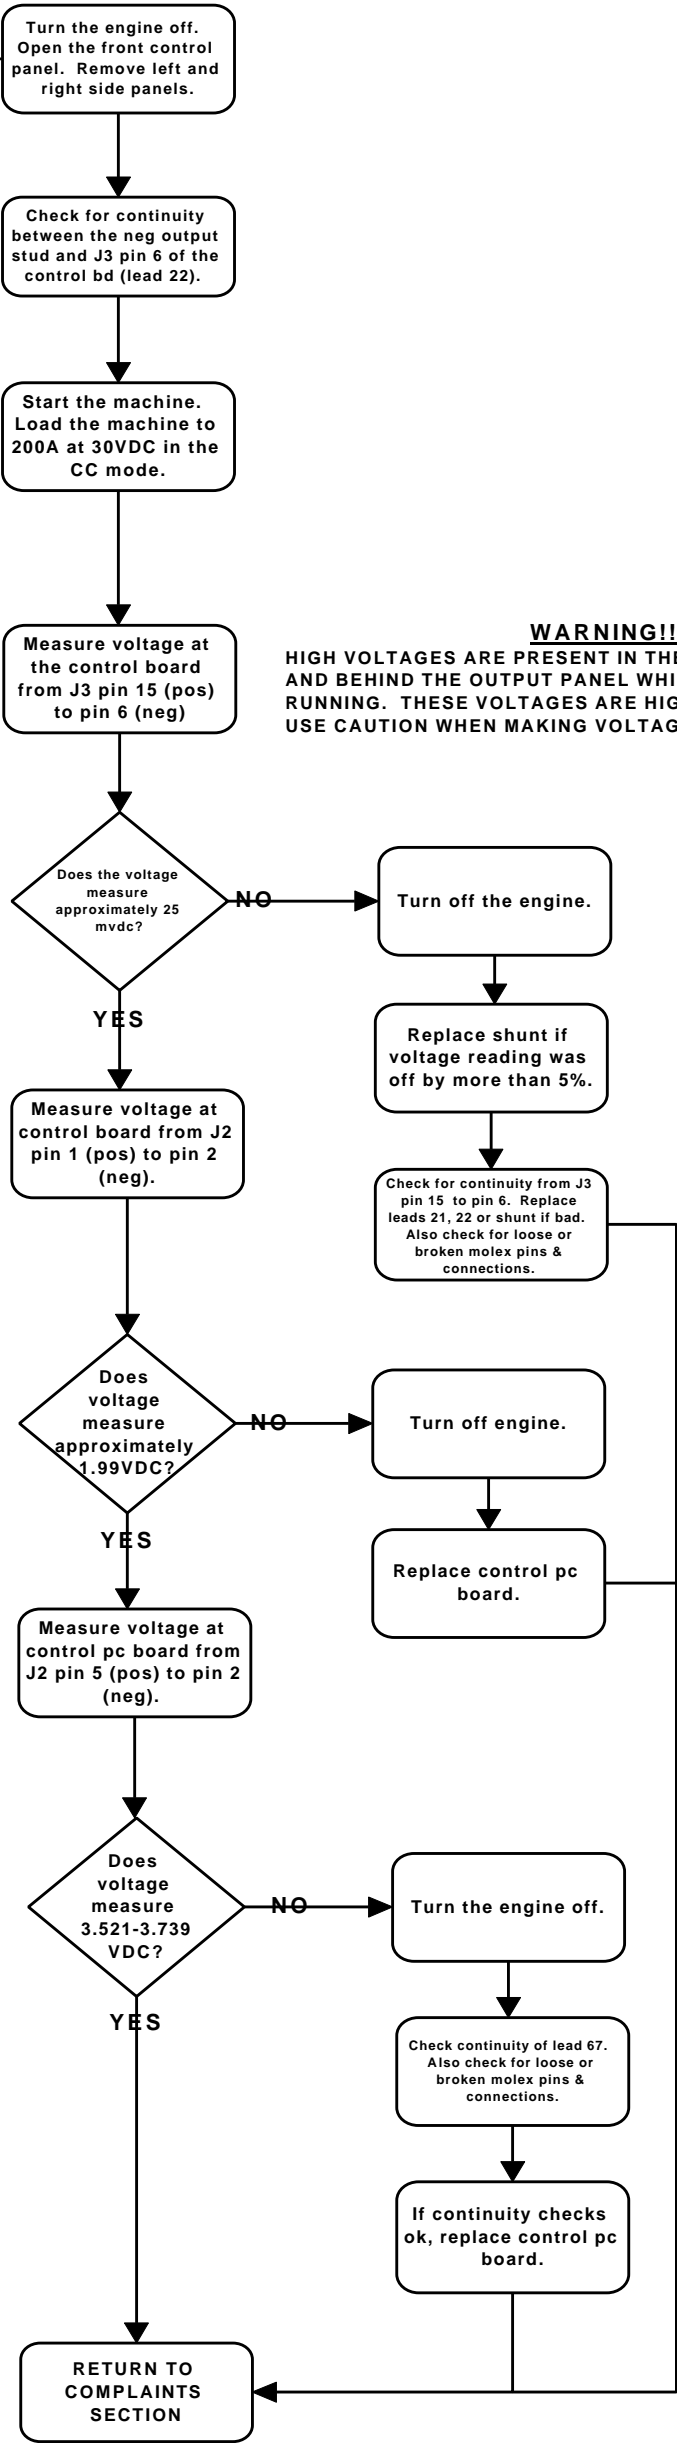 Turn the engine off.
Open the front control
panel. Remove left and
right side panels.
Check for continuity
between the neg output
stud and J3 pin 6 of the
control bd (lead 22).
Start the machine.
Load the machine to
200A at 30VDC in the
CC mode.
Measure voltage at
the control board
from J3 pin 15 (pos)
to pin 6 (neg)
WARNING!!
HIGH VOLTAGES ARE PRESENT IN THE
AND BEHIND THE OUTPUT PANEL WHI
RUNNING. THESE VOLTAGES ARE HIG
USE CAUTION WHEN MAKING VOLTAG
Does the voltage
measure
approximately 25
mvdc?
NO
Turn off the engine.
YES
Replace shunt if
voltage reading was
off by more than 5%.
Measure voltage at
control board from J2
pin 1 (pos) to pin 2
(neg).
Check for continuity from J3
pin 15 to pin 6. Replace
leads 21, 22 or shunt if bad.
Also check for loose or
broken molex pins &
connections.
Does
voltage
measure
approximately
1.99VDC?
NO
Turn off engine.
YES
Replace control pc
board.
Measure voltage at
control pc board from
J2 pin 5 (pos) to pin 2
(neg).
Does
voltage
measure
3.521-3.739
VDC?
NO
Turn the engine off.
YES
Check continuity of lead 67.
Also check for loose or
broken molex pins &
connections.
If continuity checks
ok, replace control pc
board.
RETURN TO
COMPLAINTS
SECTION